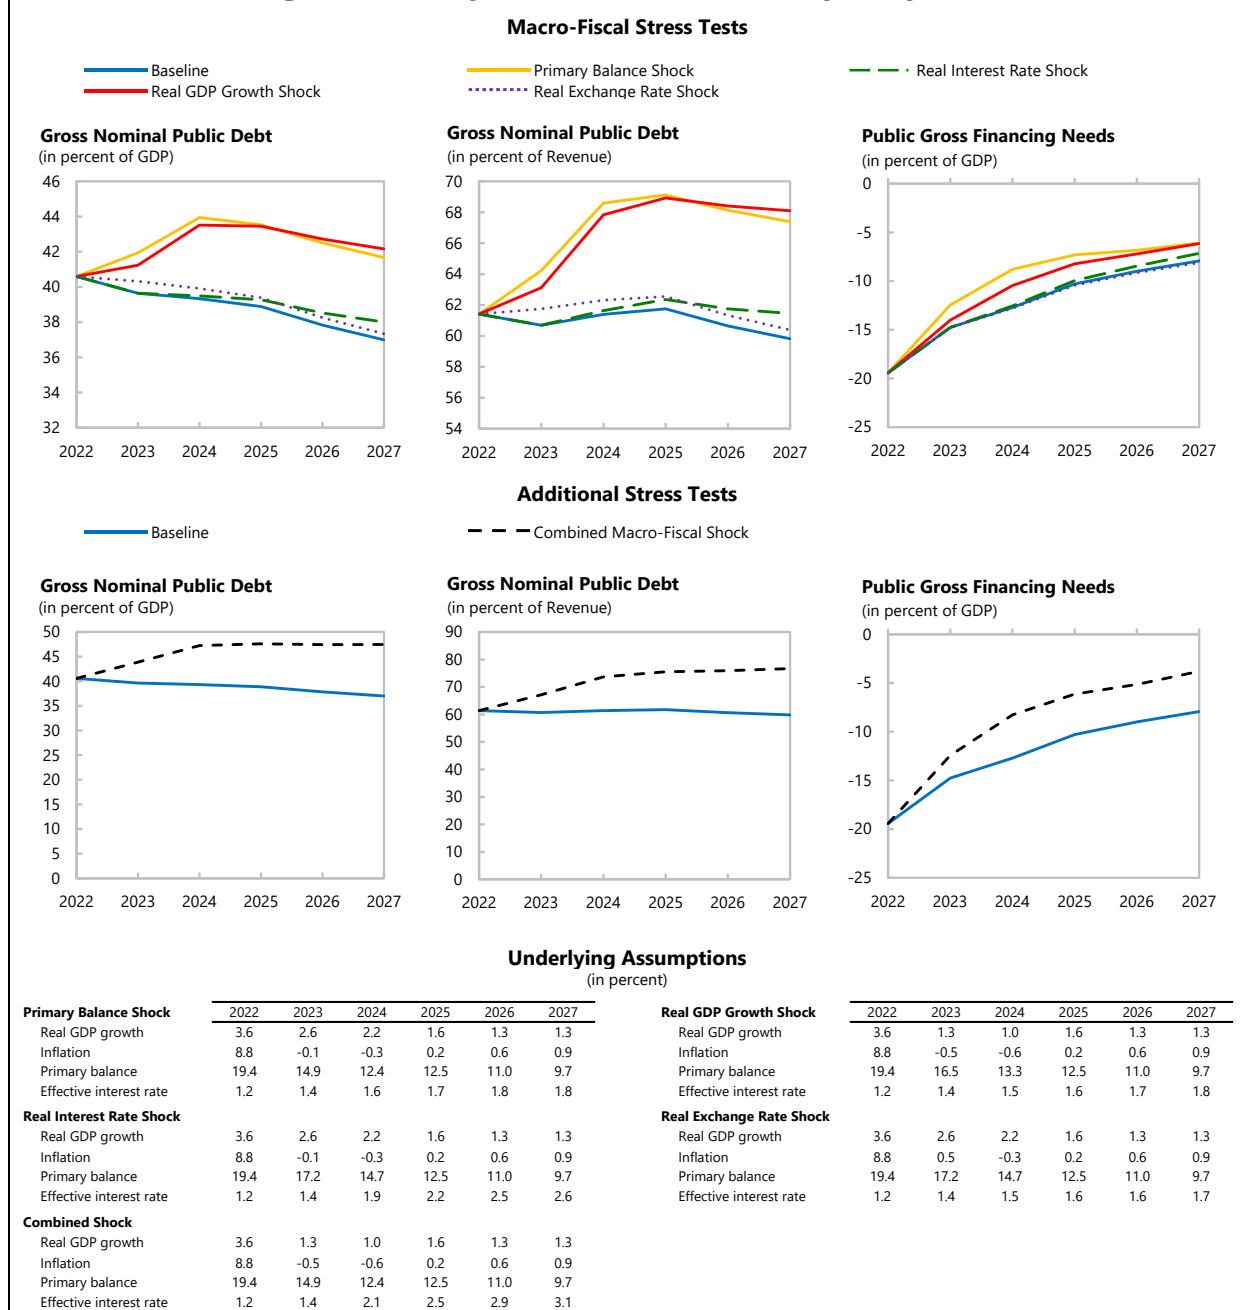 Macro-Fiscal Stress Tests
Baseline
Primary Balance Shock
Real Interest Rate Shock
Real GDP Growth Shock
Real Exchange Rate Shock
Gross Nominal Public Debt
(in percent of GDP)
46
44
42
40
38
36
34
32
2022 2023 2024 2025 2026 2027
Gross Nominal Public Debt
(in percent of Revenue)
70
68
66
64
62
60
58
56
54
2022 2023 2024 2025 2026 2027
Public Gross Financing Needs
(in percent of GDP)
0
-5
-10
-15
-20
-25
2022 2023 2024 2025 2026 2027
Additional Stress Tests
Baseline
Combined Macro-Fiscal Shock
Gross Nominal Public Debt
(in percent of GDP)
50
45
40
35
30
25
20
15
10
5
0
2022 2023 2024 2025 2026 2027
Gross Nominal Public Debt
(in percent of Revenue)
90
80
70
60
50
40
30
20
10
0
2022 2023 2024 2025 2026 2027
Public Gross Financing Needs
(in percent of GDP)
0
-5
-10
-15
-20
-25
2022 2023 2024 2025 2026 2027
Underlying Assumptions
(in percent)
Primary Balance Shock 2022 2023 2024 2025 2026 2027
Real GDP growth 3.6 2.6 2.2 1.6 1.3 1.3
Inflation 8.8 -0.1 -0.3 0.2 0.6 0.9
Primary balance 19.4 14.9 12.4 12.5 11.0 9.7
Effective interest rate 1.2 1.4 1.6 1.7 1.8 1.8
Real Interest Rate Shock
Real GDP growth 3.6 2.6 2.2 1.6 1.3 1.3
Inflation 8.8 -0.1 -0.3 0.2 0.6 0.9
Primary balance 19.4 17.2 14.7 12.5 11.0 9.7
Effective interest rate 1.2 1.4 1.9 2.2 2.5 2.6
Combined Shock
Real GDP growth 3.6 1.3 1.0 1.6 1.3 1.3
Inflation 8.8 -0.5 -0.6 0.2 0.6 0.9
Primary balance 19.4 14.9 12.4 12.5 11.0 9.7
Effective interest rate 1.2 1.4 2.1 2.5 2.9 3.1
Real GDP Growth Shock 2022 2023 2024 2025 2026 2027
Real GDP growth 3.6 1.3 1.0 1.6 1.3 1.3
Inflation 8.8 -0.5 -0.6 0.2 0.6 0.9
Primary balance 19.4 16.5 13.3 12.5 11.0 9.7
Effective interest rate 1.2 1.4 1.5 1.6 1.7 1.8
Real Exchange Rate Shock
Real GDP growth 3.6 2.6 2.2 1.6 1.3 1.3
Inflation 8.8 0.5 -0.3 0.2 0.6 0.9
Primary balance 19.4 17.2 14.7 12.5 11.0 9.7
Effective interest rate 1.2 1.4 1.5 1.6 1.6 1.7